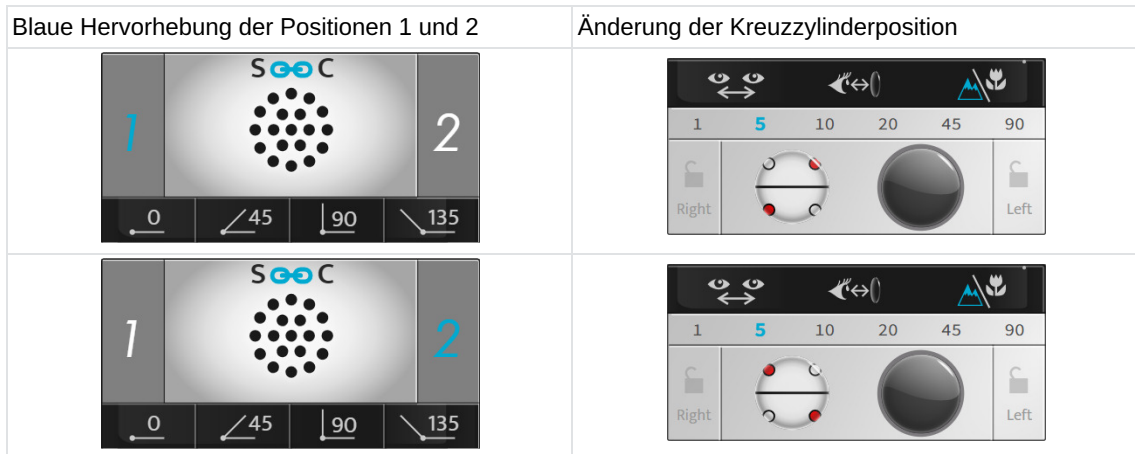 Blaue Hervorhebung der Positionen 1 und 2
Änderung der Kreuzzylinderposition
S C
1 2
0 45 90 135
1 5 10 20 45 90
Right Left
S C
1 2
0 45 90 135
1 5 10 20 45 90
Right Left